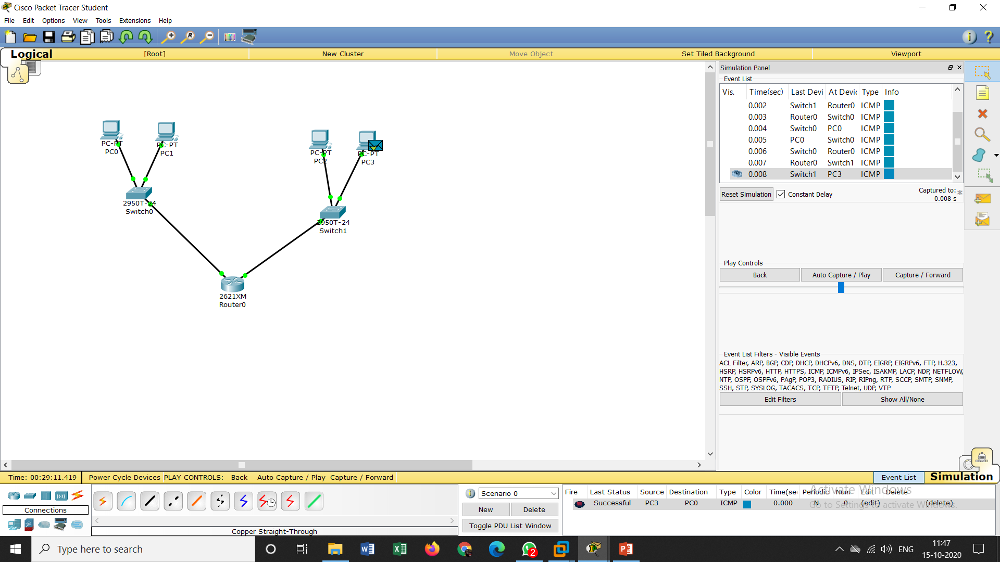 Cisco Packet Tracer Student
File Edit Options View Tools Extensions Help
Logical [Root] New Cluster Move Object Set Tiled Background Viewport
Simulation Panel
Event List
Vis. Time(sec) Last Devi At Devic Type Info
0.002 Switch1 Router0 ICMP
0.003 Router0 Switch0 ICMP
0.004 Switch0 PC0 ICMP
0.005 PC0 Switch0 ICMP
0.006 Switch0 Router0 ICMP
0.007 Router0 Switch1 ICMP
0.008 Switch1 PC3 ICMP
Reset Simulation Constant Delay Captured to:
0.008 s
Play Controls
Back Auto Capture / Play Capture / Forward
Event List Filters - Visible Events
ACL Filter, ARP, BGP, CDP, DHCP, DHCPv6, DNS, DTP, EIGRP, EIGRPv6, FTP, H.323,
HSRP, HSRPv6, HTTP, HTTPS, ICMP, ICMPv6, IPSec, ISAKMP, LACP, NDP, NETFLOW,
NTP, OSPF, OSPFv6, PAgP, POP3, RADIUS, RIP, RIPng, RTP, SCCP, SMTP, SNMP,
SSH, STP, SYSLOG, TACACS, TCP, TFTP, Telnet, UDP, VTP
Edit Filters Show All/None
PC-PT
PC0
PC-PT
PC1
PC-PT
PC2
PC-PT
PC3
2950T-24
Switch0
2950T-24
Switch1
2621XM
Router0
Time: 00:29:11.419 Power Cycle Devices PLAY CONTROLS: Back Auto Capture / Play Capture / Forward Event List Simulation
Connections
Copper Straight-Through
Scenario 0
New Delete
Toggle PDU List Window
Fire Last Status Source Destination Type Color Time(sec Periodic Num Edit Delete
Successful PC3 PC0 ICMP 0.000 N 0 (edit) (delete)
Activate Windows
Go to Settings to activate Windows.
Type here to search
2
ENG
11:47
15-10-2020